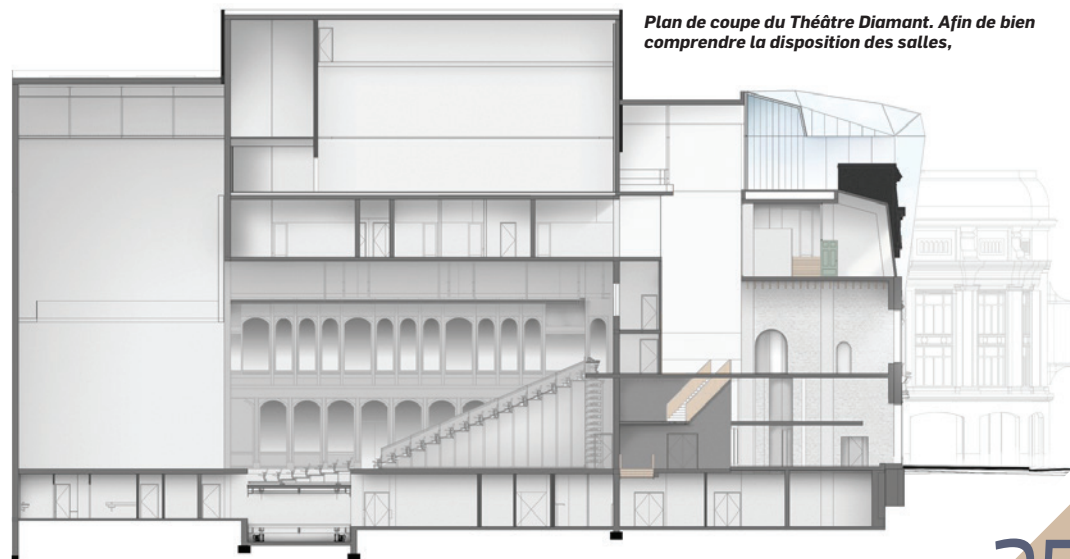 Plan de coupe du Théâtre Diamant. Afin de bien
comprendre la disposition des salles,